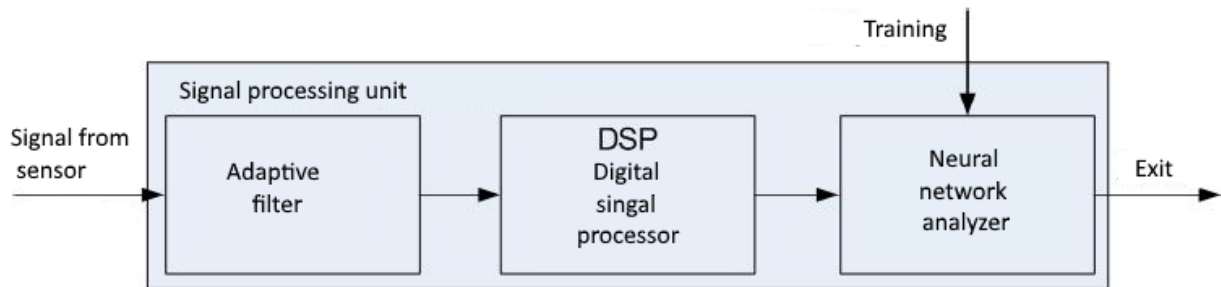 Training
Signal processing unit
Signal from
sensor
Adaptive
filter
DSP
Digital
singal
processor
Neural
network
analyzer
Exit